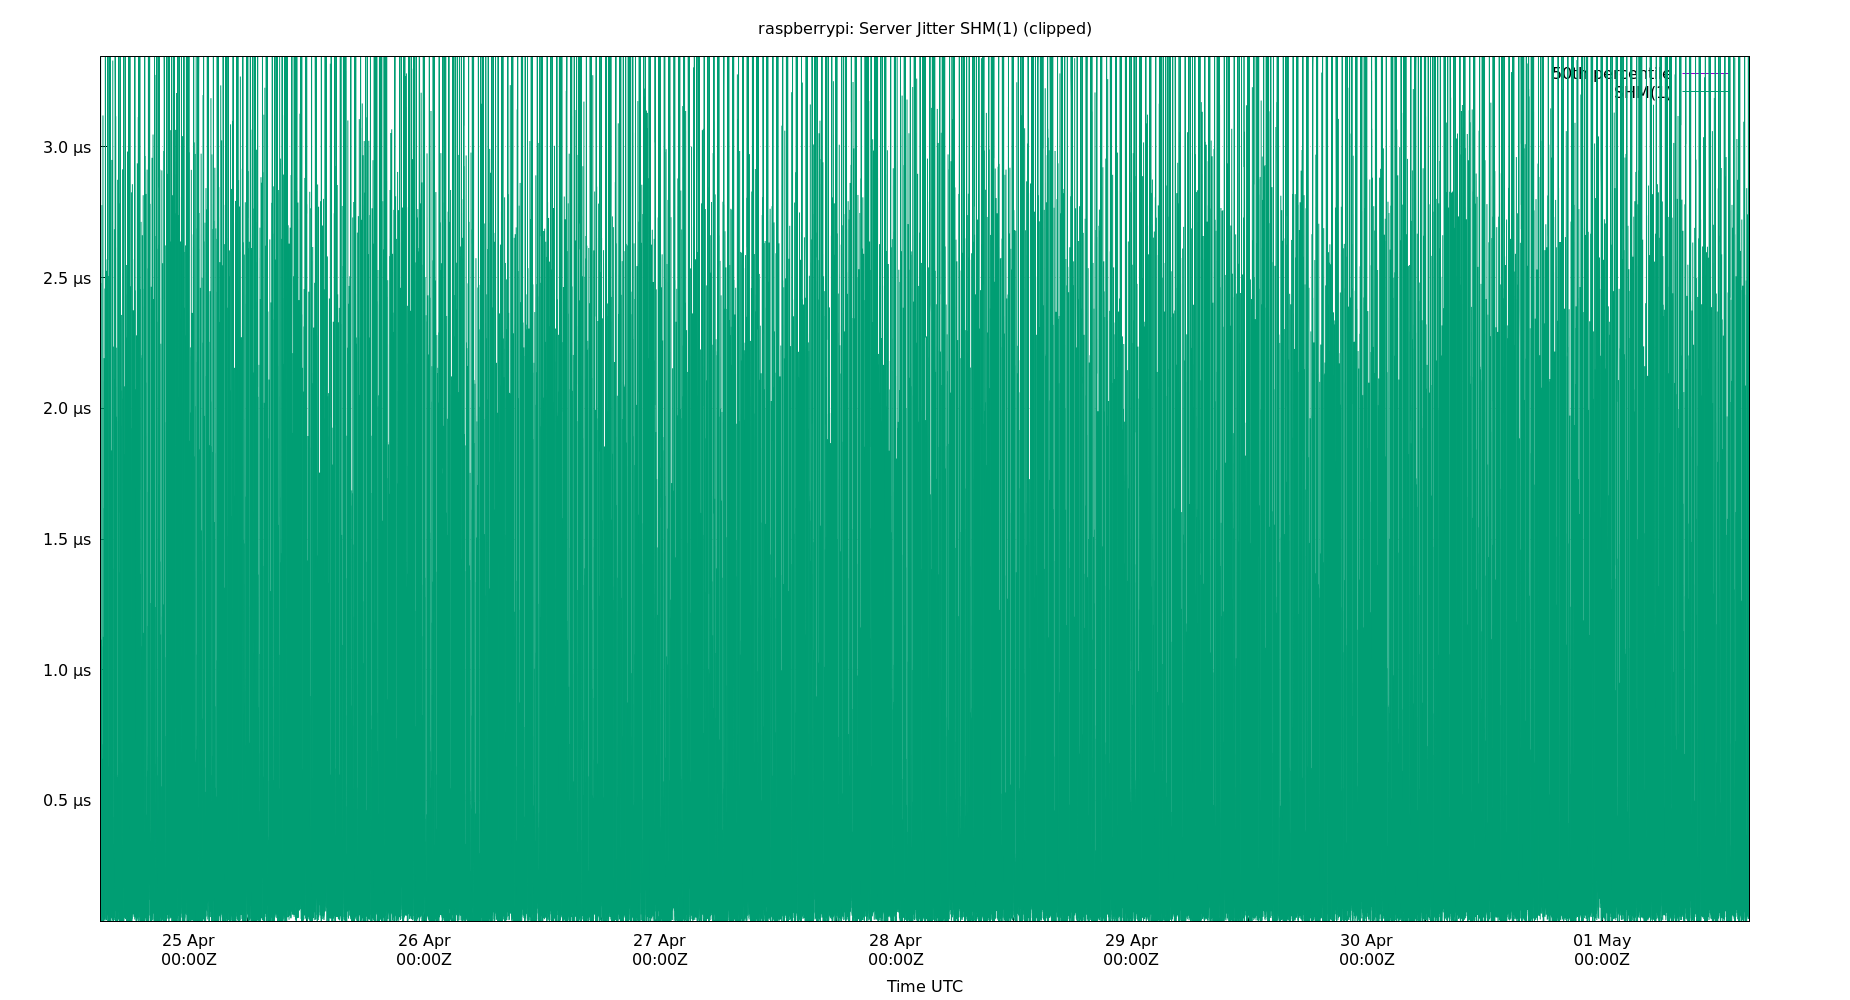 raspberrypi: Server Jitter SHM(1) (clipped)
50th percentile
SHM(1)
3.0 µs
2.5 µs
2.0 µs
1.5 µs
1.0 µs
0.5 µs
25 Apr 26 Apr 27 Apr 28 Apr 29 Apr 30 Apr 01 May
00:00Z 00:00Z 00:00Z 00:00Z 00:00Z 00:00Z 00:00Z
Time UTC